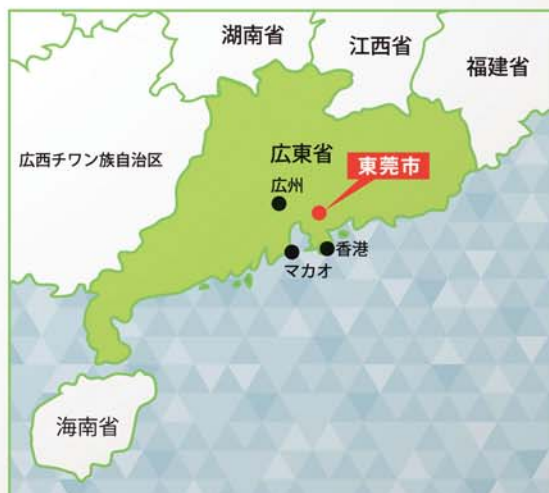 湖南省
江西省
福建省
広西チワン族自治区
広東省
東莞市
広州
香港
マカオ
海南省